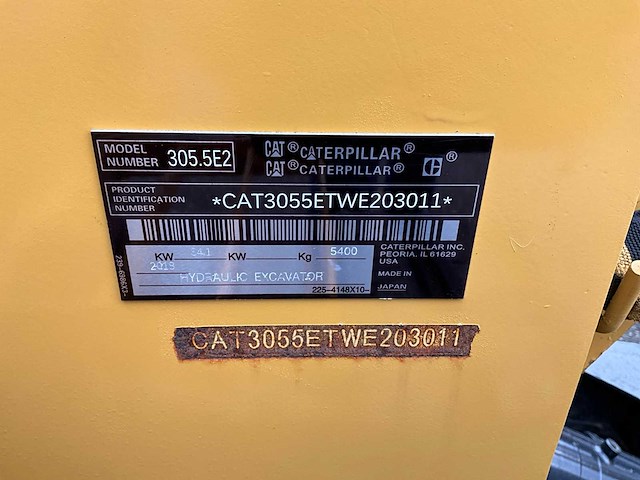 MODEL NUMBER 305.5E2
CAT® CATERPILLAR®
CAT® CATERPILLAR® C ®
PRODUCT IDENTIFICATION NUMBER *CAT3055ETWE203011*
KW 34.1 KW Kg 5400
2013
HYDRAULIC EXCAVATOR
225-4148X10-
CATERPILLAR INC.
PEORIA, IL 61629
USA
MADE IN
JAPAN
CAT3055ETWE203011